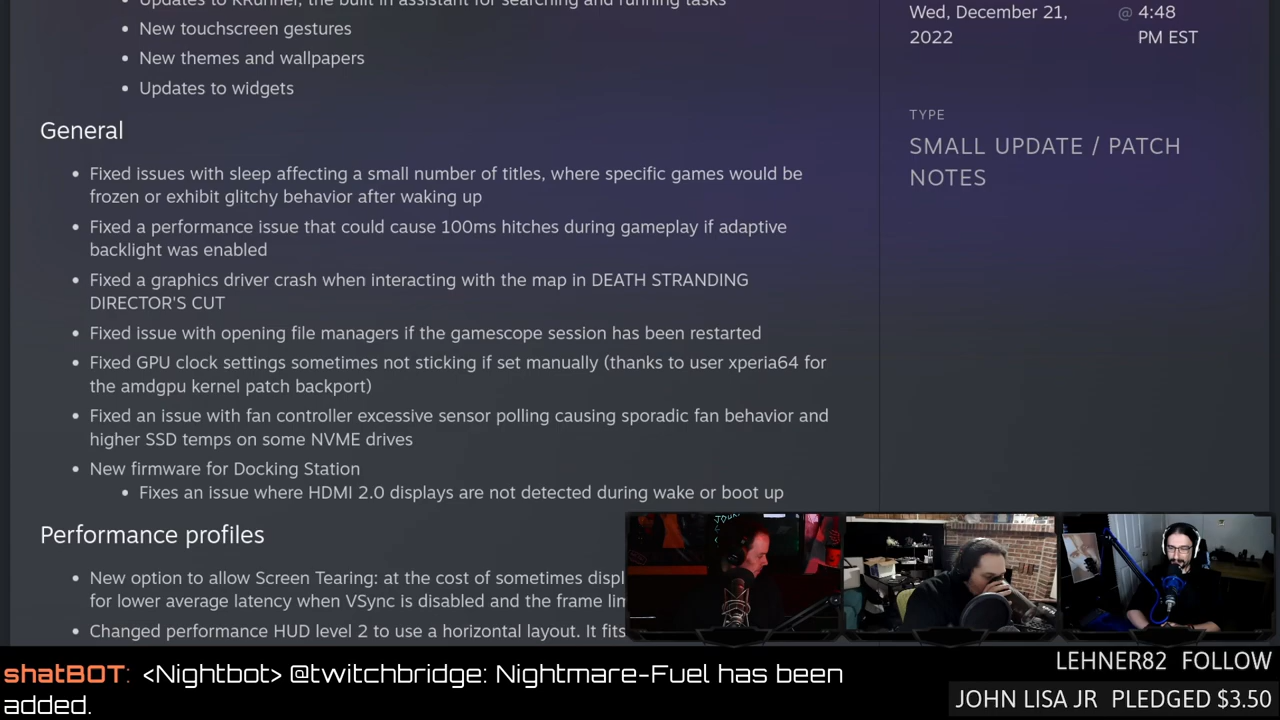 Updates to KRunner, the built in assistant for searching and running tasks
New touchscreen gestures
New themes and wallpapers
Updates to widgets
General
Fixed issues with sleep affecting a small number of titles, where specific games would be
frozen or exhibit glitchy behavior after waking up
Fixed a performance issue that could cause 100ms hitches during gameplay if adaptive
backlight was enabled
Fixed a graphics driver crash when interacting with the map in DEATH STRANDING
DIRECTOR'S CUT
Fixed issue with opening file managers if the gamescope session has been restarted
Fixed GPU clock settings sometimes not sticking if set manually (thanks to user xperia64 for
the amdgpu kernel patch backport)
Fixed an issue with fan controller excessive sensor polling causing sporadic fan behavior and
higher SSD temps on some NVME drives
New firmware for Docking Station
Fixes an issue where HDMI 2.0 displays are not detected during wake or boot up
Performance profiles
New option to allow Screen Tearing: at the cost of sometimes displ
for lower average latency when VSync is disabled and the frame lim
Changed performance HUD level 2 to use a horizontal layout. It fits
Wed, December 21, @ 4:48
2022 PM EST
TYPE
SMALL UPDATE / PATCH
NOTES
shatBOT: <Nightbot> @twitchbridge: Nightmare-Fuel has been
added.
LEHNER82 FOLLOW
JOHN LISA JR PLEDGED $3.50